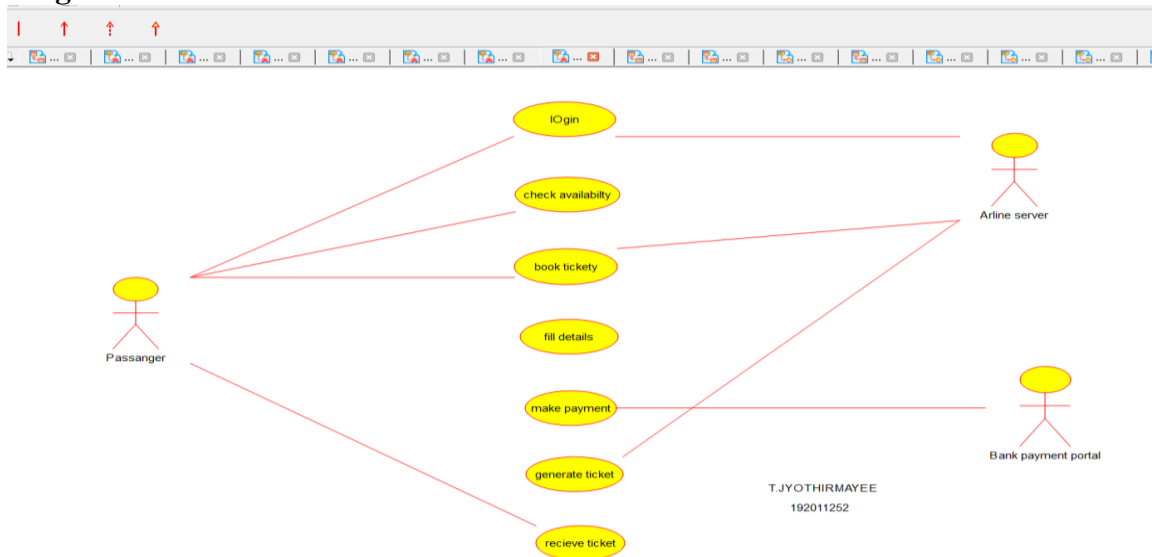 lOgin
check availabilty
Arline server
book tickety
fill details
Passanger
make payment
Bank payment portal
generate ticket
T.JYOTHIRMAYEE
192011252
recieve ticket